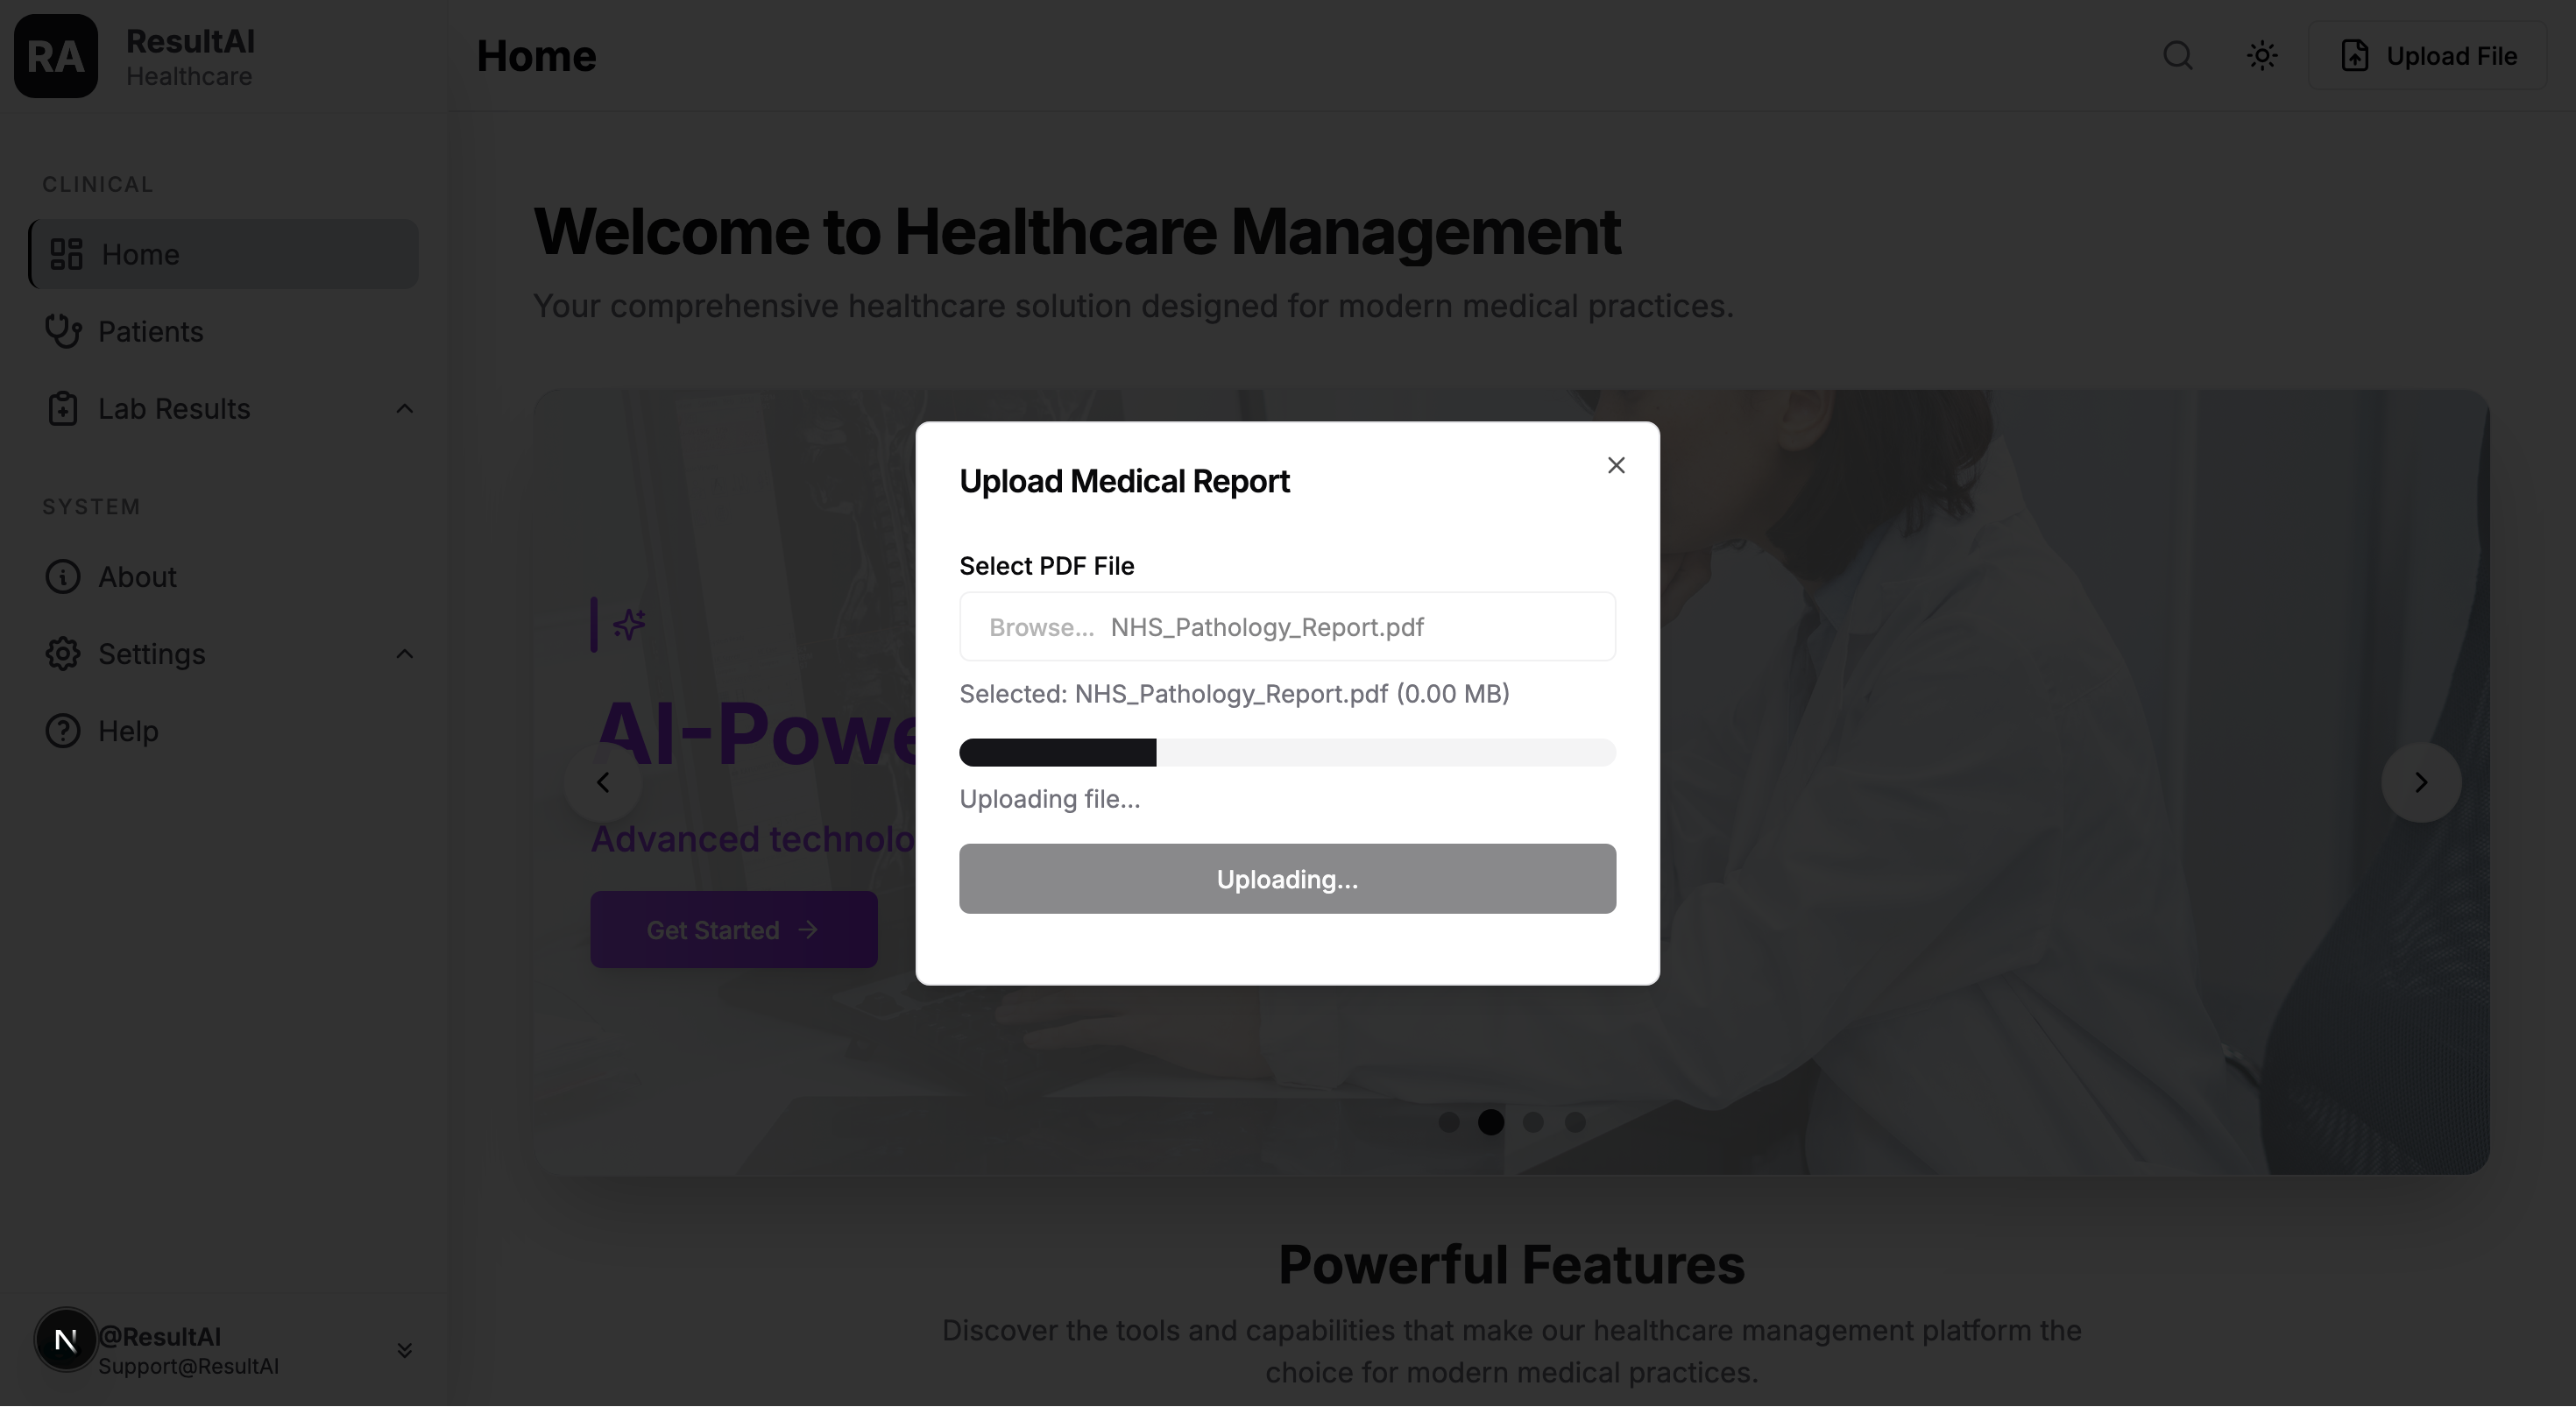 RA
ResultAI
Healthcare
Home
Upload File
CLINICAL
Home
Patients
Lab Results
SYSTEM
About
Settings
Help
@ResultAI
Support@ResultAI
Welcome to Healthcare Management
Your comprehensive healthcare solution designed for modern medical practices.
AI-Powe
Advanced technolo
Get Started
Upload Medical Report
Select PDF File
Browse... NHS_Pathology_Report.pdf
Selected: NHS_Pathology_Report.pdf (0.00 MB)
Uploading file...
Uploading...
Powerful Features
Discover the tools and capabilities that make our healthcare management platform the
choice for modern medical practices.
N